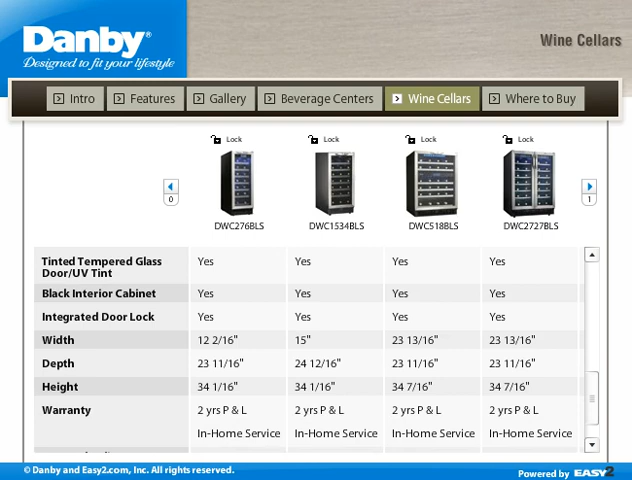 Danby®
Designed to fit your lifestyle
Wine Cellars
Intro Features Gallery Beverage Centers Wine Cellars Where to Buy
Lock Lock Lock Lock
0 1
DWC276BLS DWC1534BLS DWC518BLS DWC2727BLS
Tinted Tempered Glass Yes Yes Yes Yes
Door/UV Tint
Black Interior Cabinet Yes Yes Yes Yes
Integrated Door Lock Yes Yes Yes Yes
Width 12 2/16" 15" 23 13/16" 23 13/16"
Depth 23 11/16" 24 12/16" 23 11/16" 23 11/16"
Height 34 1/16" 34 1/16" 34 7/16" 34 7/16"
Warranty 2 yrs P & L 2 yrs P & L 2 yrs P & L 2 yrs P & L
In-Home Service In-Home Service In-Home Service In-Home Service
© Danby and Easy2.com, Inc. All rights reserved.
Powered by EASY2